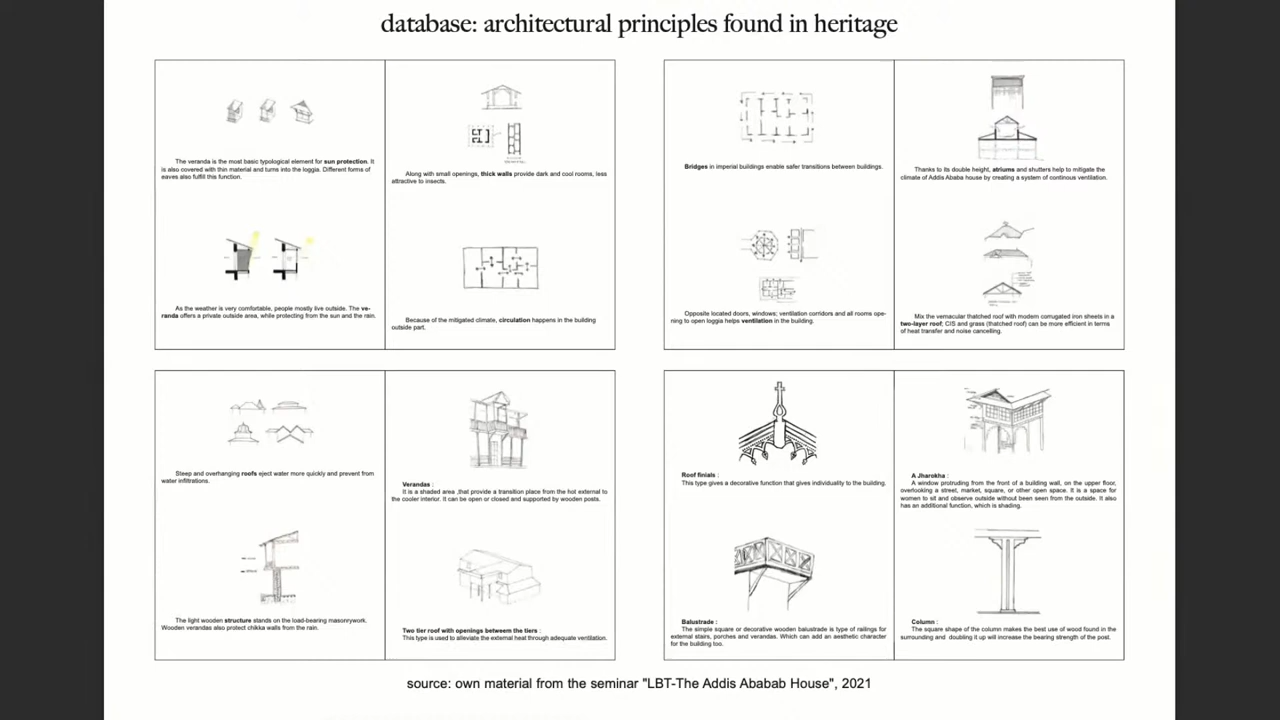 database: architectural principles found in heritage
The veranda is the most basic typological element for sun protection. It
is also covered with thin material and turns into the loggia. Different forms of
eaves also fulfill this function.
Along with small openings, thick walls provide dark and cool rooms, less
attractive to insects.
As the weather is very comfortable, people mostly live outside. The ve-
randa offers a private outside area, while protecting from the sun and the rain.
Because of the mitigated climate, circulation happens in the building
outside part.
Bridges in imperial buildings enable safer transitions between buildings.
Thanks to its double height, atriums and shutters help to mitigate the
climate of Addis Ababa house by creating a system of continous ventilation.
Opposite located doors, windows; ventilation corridors and all rooms ope-
ning to open loggia helps ventilation in the building.
Mix the vernacular thatched roof with modern corrugated iron sheets in a
two-layer roof; CIS and grass (thatched roof) can be more efficient in terms
of heat transfer and noise cancelling.
Steep and overhanging roofs eject water more quickly and prevent from
water infiltrations.
Verandas :
It is a shaded area ,that provide a transition place from the hot external to
the cooler interior. It can be open or closed and supported by wooden posts.
The light wooden structure stands on the load-bearing masonrywork.
Wooden verandas also protect chikka walls from the rain.
Two tier roof with openings betweem the tiers :
This type is used to alleviate the external heat through adequate ventilation.
Roof finials :
This type gives a decorative function that gives individuality to the building.
A Jharokha :
A window protruding from the front of a building wall, on the upper floor,
overlooking a street, market, square, or other open space. It is a space for
women to sit and observe outside without been seen from the outside. It also
has an additional function, which is shading.
Balustrade :
The simple square or decorative wooden balustrade is type of railings for
external stairs, porches and verandas. Which can add an aesthetic character
for the building too.
Column :
The square shape of the column makes the best use of wood found in the
surrounding and doubling it up will increase the bearing strength of the post.
source: own material from the seminar "LBT-The Addis Ababab House", 2021